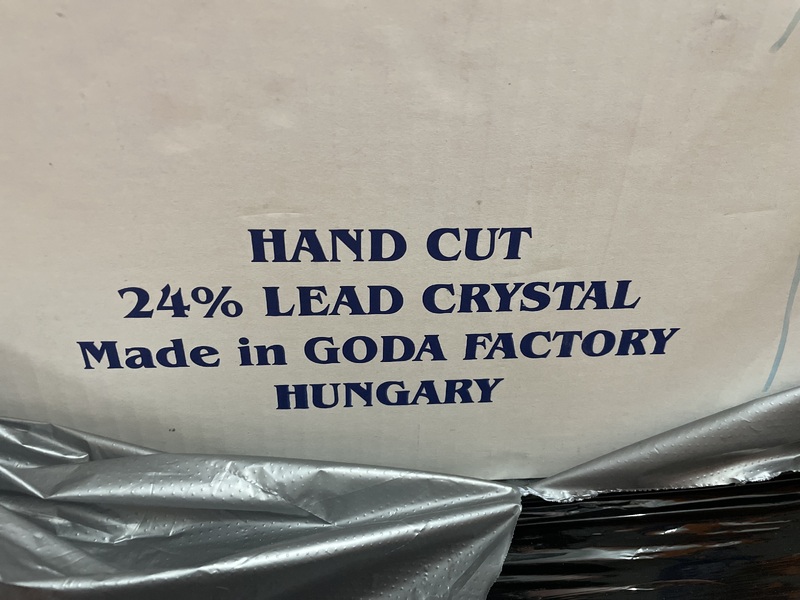 HAND CUT
24% LEAD CRYSTAL
Made in GODA FACTORY
HUNGARY